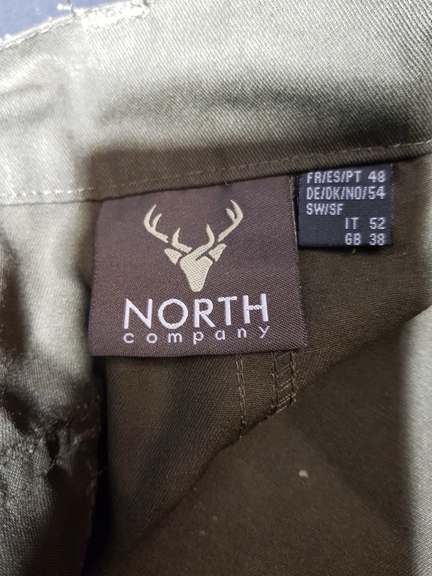 NORTH
company
FR/ES/PT 48
DE/DK/NO/54
SW/SF
IT 52
GB 38